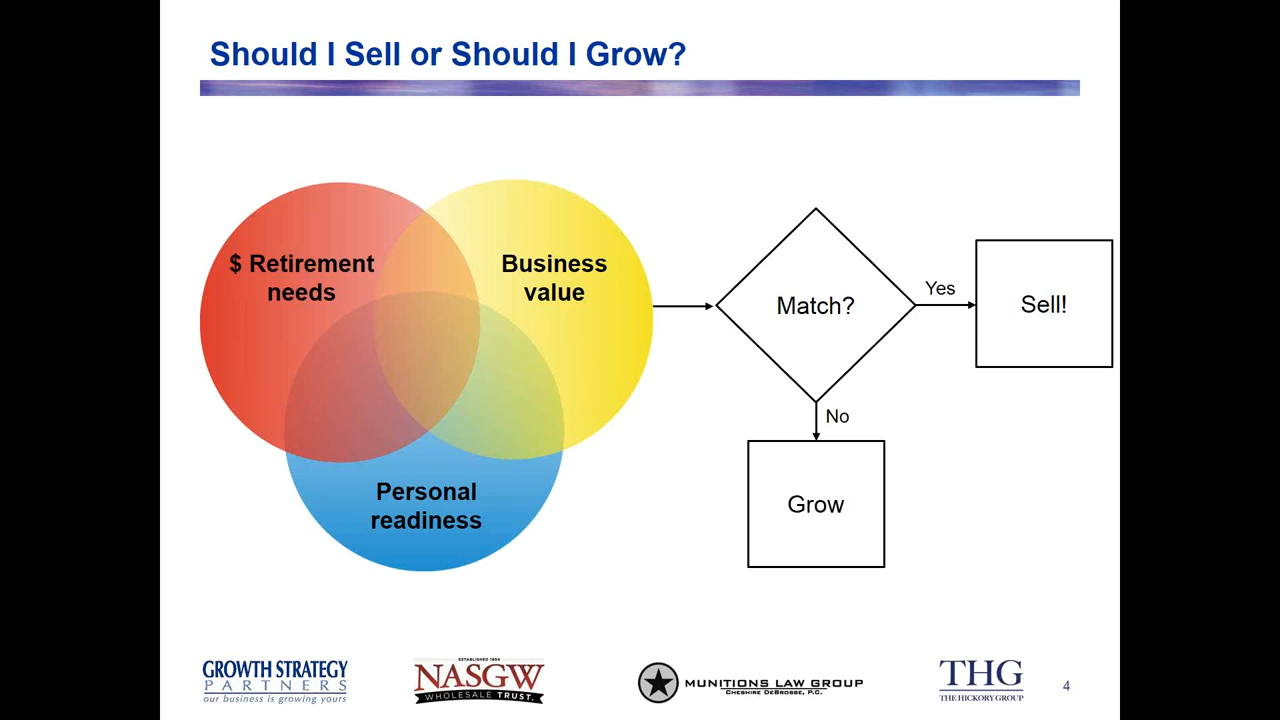 Should I Sell or Should I Grow?
$ Retirement
needs
Business
value
Personal
readiness
Match?
Yes
Sell!
No
Grow
GROWTH STRATEGY
PARTNERS
our business is growing yours
ESTABLISHED 1954
NASGW
WHOLESALE TRUST.
MUNITIONS LAW GROUP
CHESHIRE DEBROSSE, P.C.
THG
THE HICKORY GROUP
4